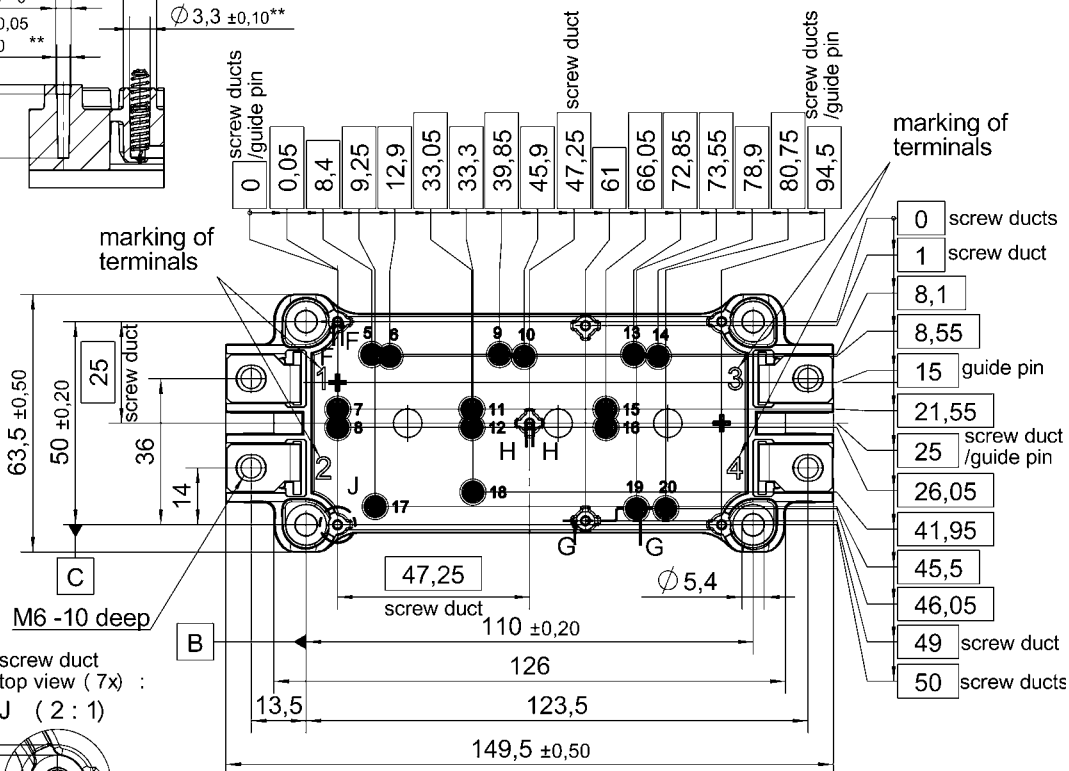 0,05
0 **
Ø 3,3 ±0,10**
screw ducts
/guide pin
screw duct
screw ducts
/guide pin
0
0,05
8,4
9,25
12,9
33,05
33,3
39,85
45,9
47,25
61
66,05
72,85
73,55
78,9
80,75
94,5
marking of
terminals
marking of
terminals
0 screw ducts
1 screw duct
8,1
8,55
15 guide pin
21,55
25 screw duct
/guide pin
26,05
41,95
45,5
46,05
49 screw duct
50 screw ducts
63,5 ±0,50
50 ±0,20
25
screw duct
36
14
F F
5 6 9 10 13 14
1 3
7 11 15
8 12 16
H H
2 4
J
17 18 19 20
G G
C
M6 -10 deep
47,25
screw duct
Ø 5,4
B
110 ±0,20
126
13,5 123,5
149,5 ±0,50
screw duct
top view ( 7x) :
J ( 2 : 1)